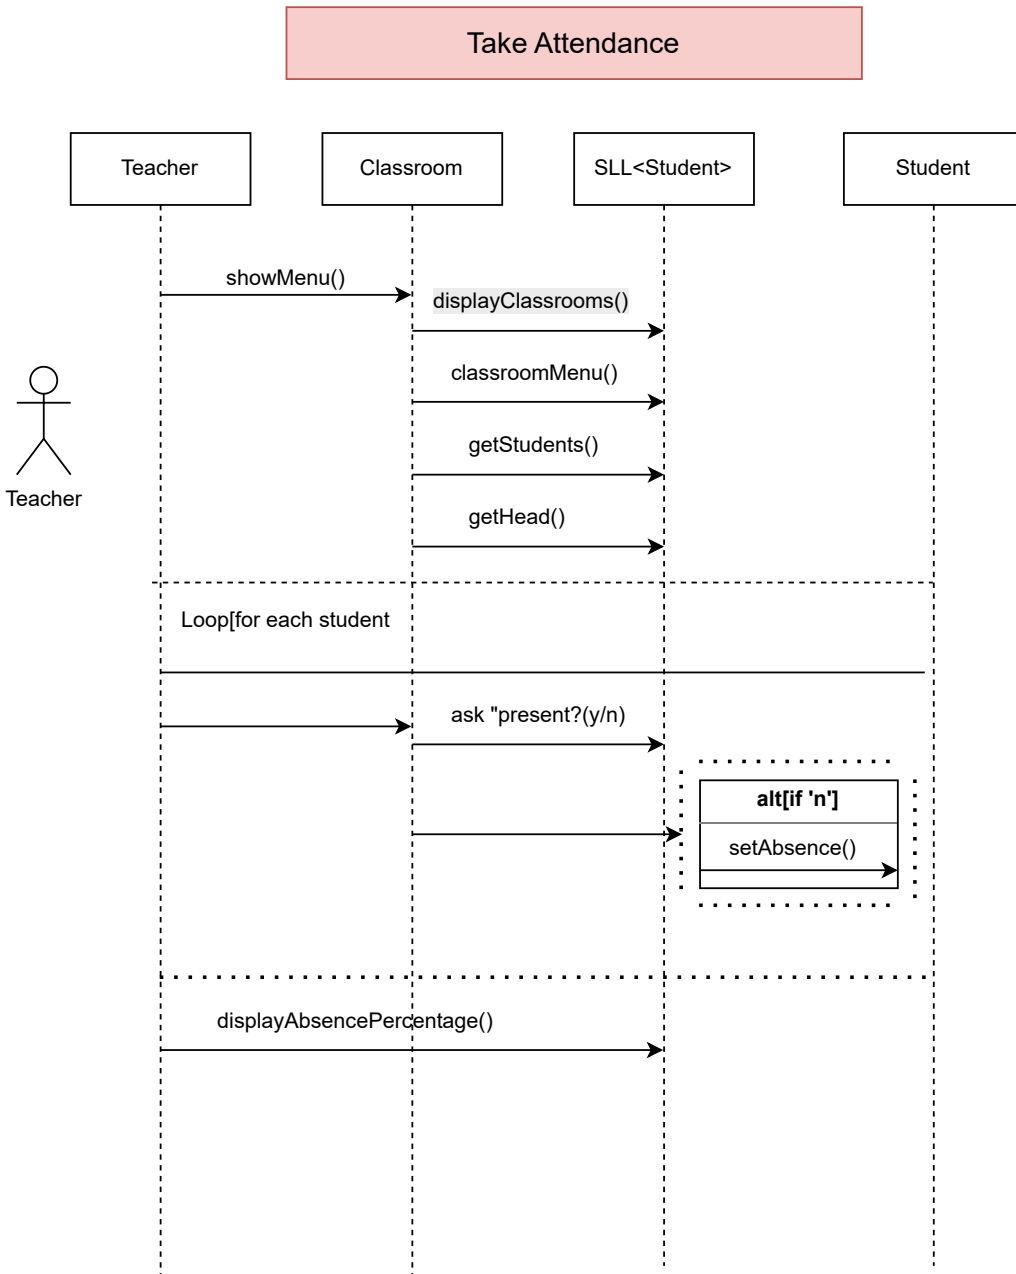 Take Attendance
Teacher
Classroom
SLL<Student>
Student
showMenu()
displayClassrooms()
classroomMenu()
getStudents()
Teacher
getHead()
Loop[for each student
ask "present?(y/n)
alt[if 'n']
setAbsence()
displayAbsencePercentage()